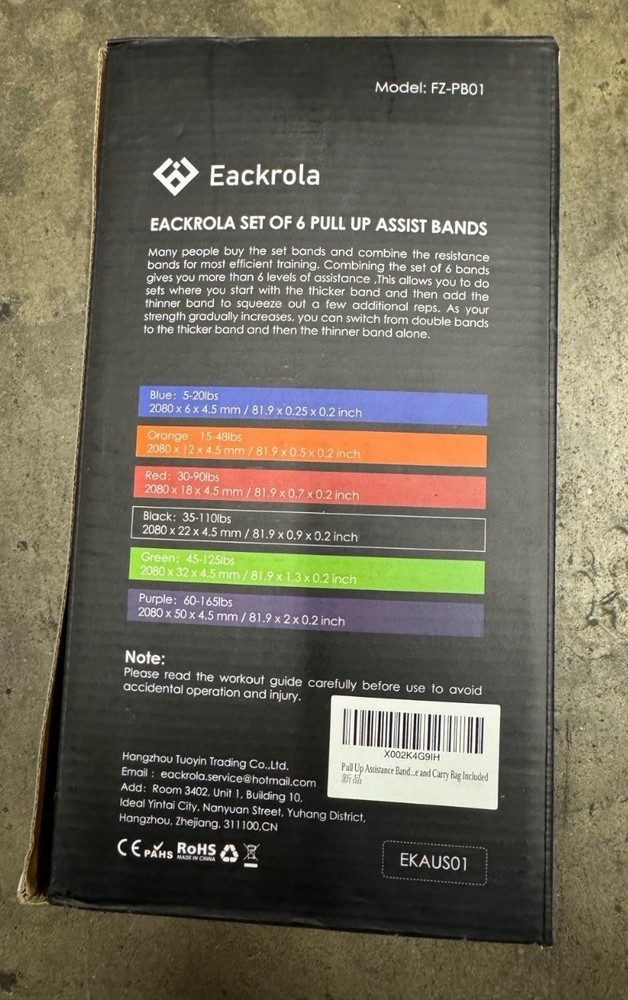 Model: FZ-PB01
Eackrola
EACKROLA SET OF 6 PULL UP ASSIST BANDS
Many people buy the set bands and combine the resistance
bands for most efficient training. Combining the set of 6 bands
gives you more than 6 levels of assistance ,This allows you to do
sets where you start with the thicker band and then add the
thinner band to squeeze out a few additional reps. As your
strength gradually increases, you can switch from double bands
to the thicker band and then the thinner band alone.
Blue: 5-20lbs
2080 x 6 x 4.5 mm / 81.9 x 0.25 x 0.2 inch
Orange: 15-48lbs
2080 x 12 x 4.5 mm / 81.9 x 0.5 x 0.2 inch
Red: 30-90lbs
2080 x 18 x 4.5 mm / 81.9 x 0.7 x 0.2 inch
Black: 35-110lbs
2080 x 22 x 4.5 mm / 81.9 x 0.9 x 0.2 inch
Green: 45-125lbs
2080 x 32 x 4.5 mm / 81.9 x 1.3 x 0.2 inch
Purple: 60-165lbs
2080 x 50 x 4.5 mm / 81.9 x 2 x 0.2 inch
Note:
Please read the workout guide carefully before use to avoid
accidental operation and injury.
X002K4G9IH
Pull Up Assistance Band...e and Carry Bag Included
新品
Hangzhou Tuoyin Trading Co.,Ltd.
Email : eackrola.service@hotmail.com
Add: Room 3402, Unit 1, Building 10,
Ideal Yintai City, Nanyuan Street, Yuhang District,
Hangzhou, Zhejiang, 311100.CN
CE PAHS RoHS
MADE IN CHINA
EKAUS01